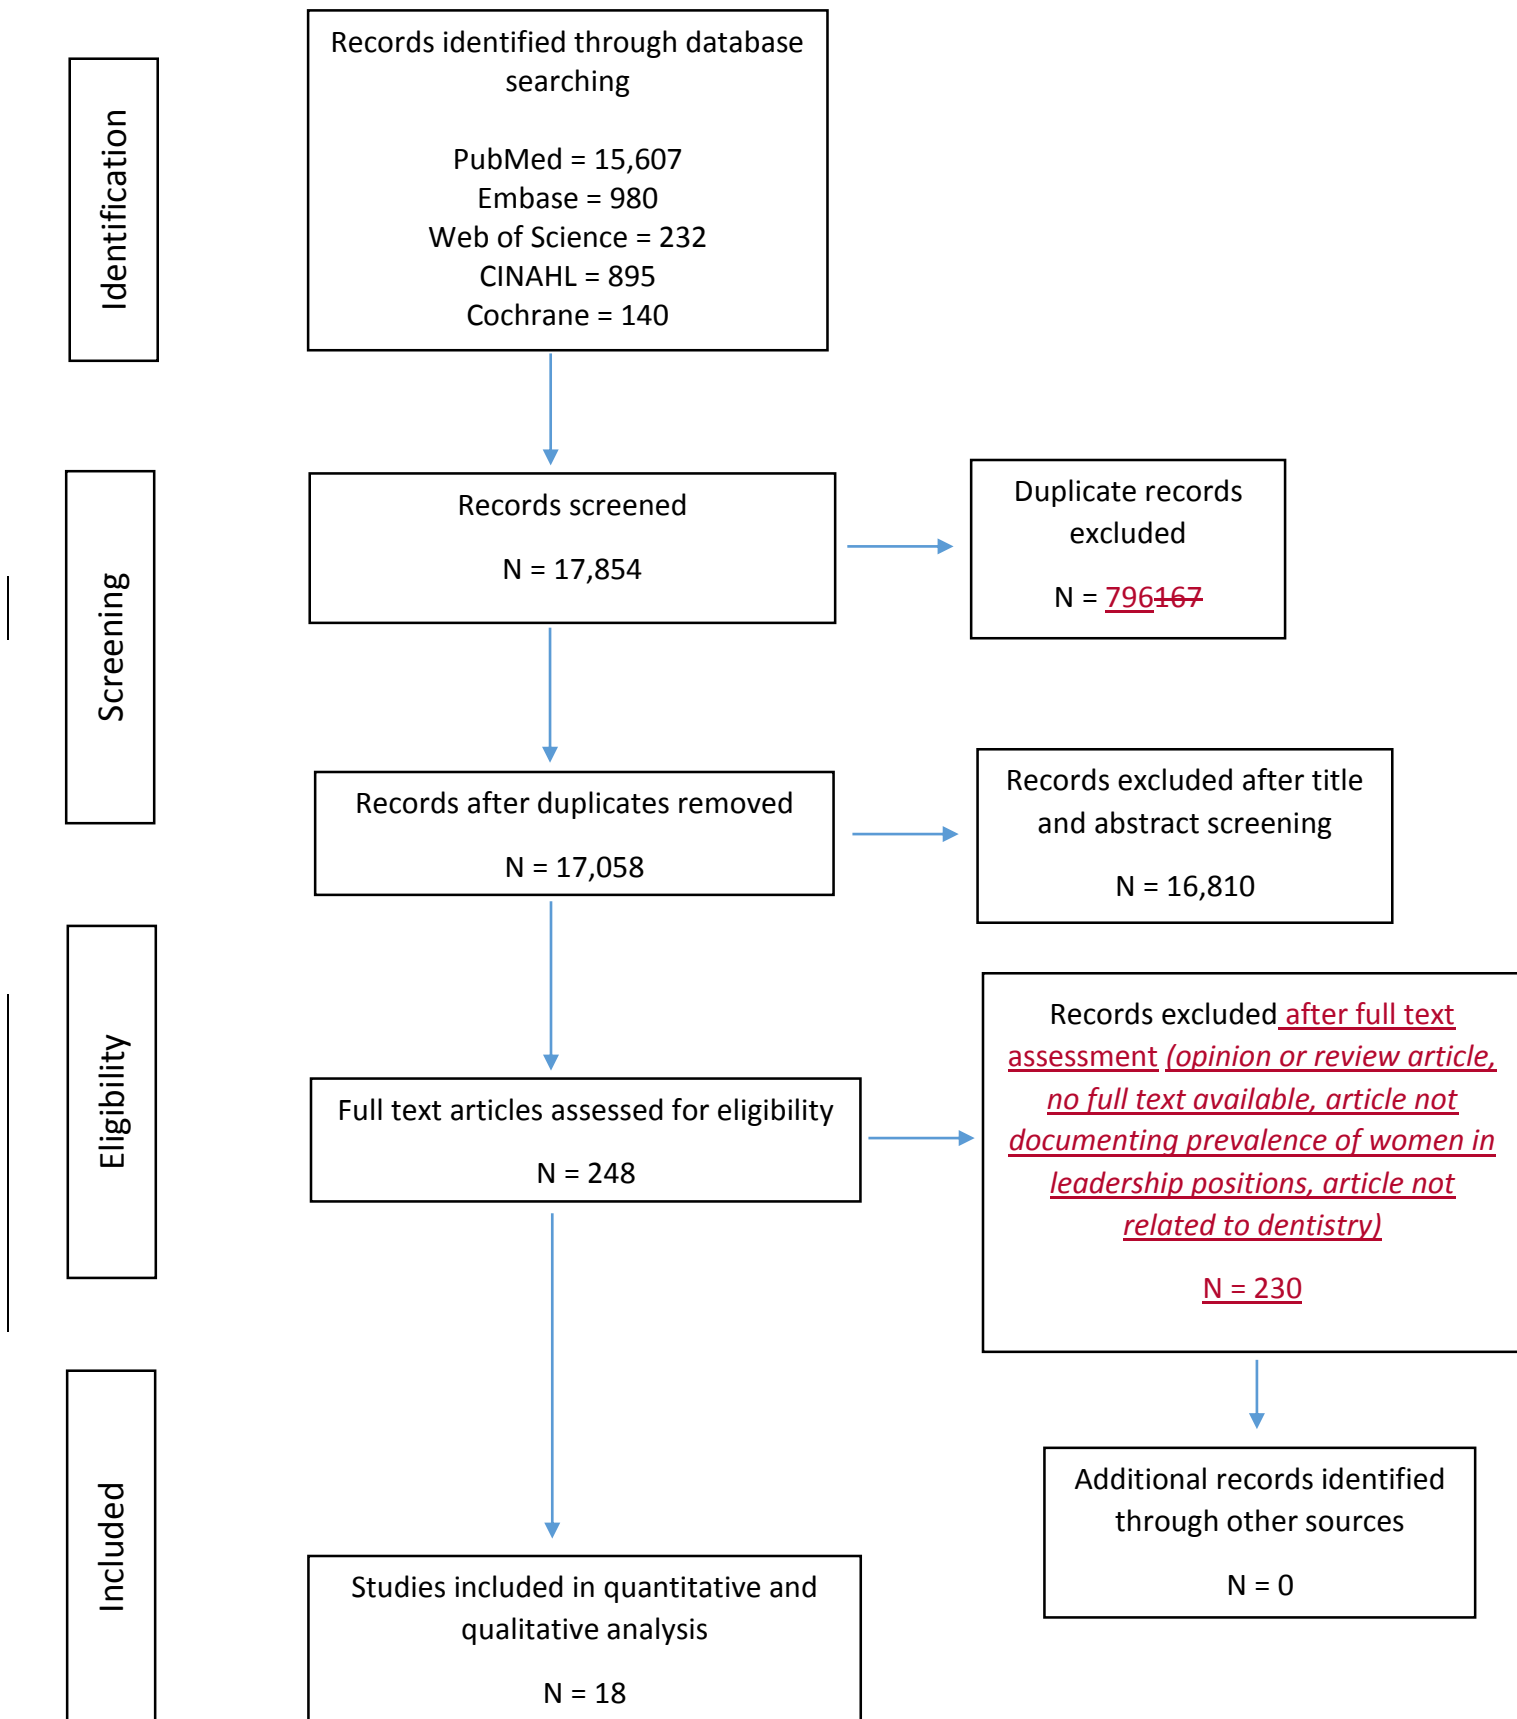 Identification
Records identified through database
searching
PubMed = 15,607
Embase = 980
Web of Science = 232
CINAHL = 895
Cochrane = 140
Screening
Records screened
N = 17,854
Duplicate records
excluded
N = 796167
Records after duplicates removed
N = 17,058
Records excluded after title
and abstract screening
N = 16,810
Eligibility
Full text articles assessed for eligibility
N = 248
Records excluded after full text
assessment (opinion or review article,
no full text available, article not
documenting prevalence of women in
leadership positions, article not
related to dentistry)
N = 230
Additional records identified
through other sources
N = 0
Included
Studies included in quantitative and
qualitative analysis
N = 18